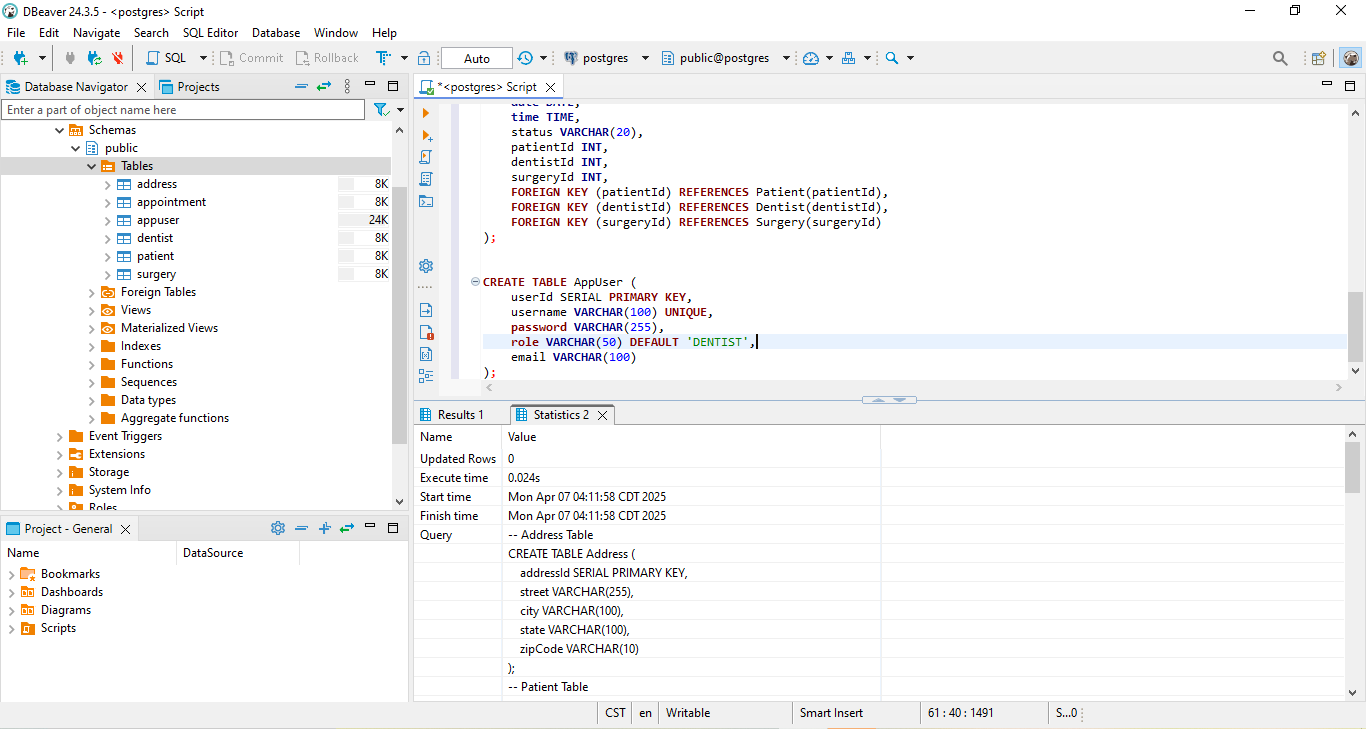 DBeaver 24.3.5 - <postgres> Script
File Edit Navigate Search SQL Editor Database Window Help
SQL Commit Rollback Auto postgres public@postgres
Database Navigator Projects
Enter a part of object name here
Schemas
public
Tables
address 8K
appointment 8K
appuser 24K
dentist 8K
patient 8K
surgery 8K
Foreign Tables
Views
Materialized Views
Indexes
Functions
Sequences
Data types
Aggregate functions
Event Triggers
Extensions
Storage
System Info
Roles
Project - General
Name DataSource
Bookmarks
Dashboards
Diagrams
Scripts
*<postgres> Script
date DATE,
time TIME,
status VARCHAR(20),
patientId INT,
dentistId INT,
surgeryId INT,
FOREIGN KEY (patientId) REFERENCES Patient(patientId),
FOREIGN KEY (dentistId) REFERENCES Dentist(dentistId),
FOREIGN KEY (surgeryId) REFERENCES Surgery(surgeryId)
);
CREATE TABLE AppUser (
userId SERIAL PRIMARY KEY,
username VARCHAR(100) UNIQUE,
password VARCHAR(255),
role VARCHAR(50) DEFAULT 'DENTIST',
email VARCHAR(100)
);
Results 1 Statistics 2
Name Value
Updated Rows 0
Execute time 0.024s
Start time Mon Apr 07 04:11:58 CDT 2025
Finish time Mon Apr 07 04:11:58 CDT 2025
Query -- Address Table
CREATE TABLE Address (
addressId SERIAL PRIMARY KEY,
street VARCHAR(255),
city VARCHAR(100),
state VARCHAR(100),
zipCode VARCHAR(10)
);
-- Patient Table
CST en Writable Smart Insert 61 : 40 : 1491 S...0